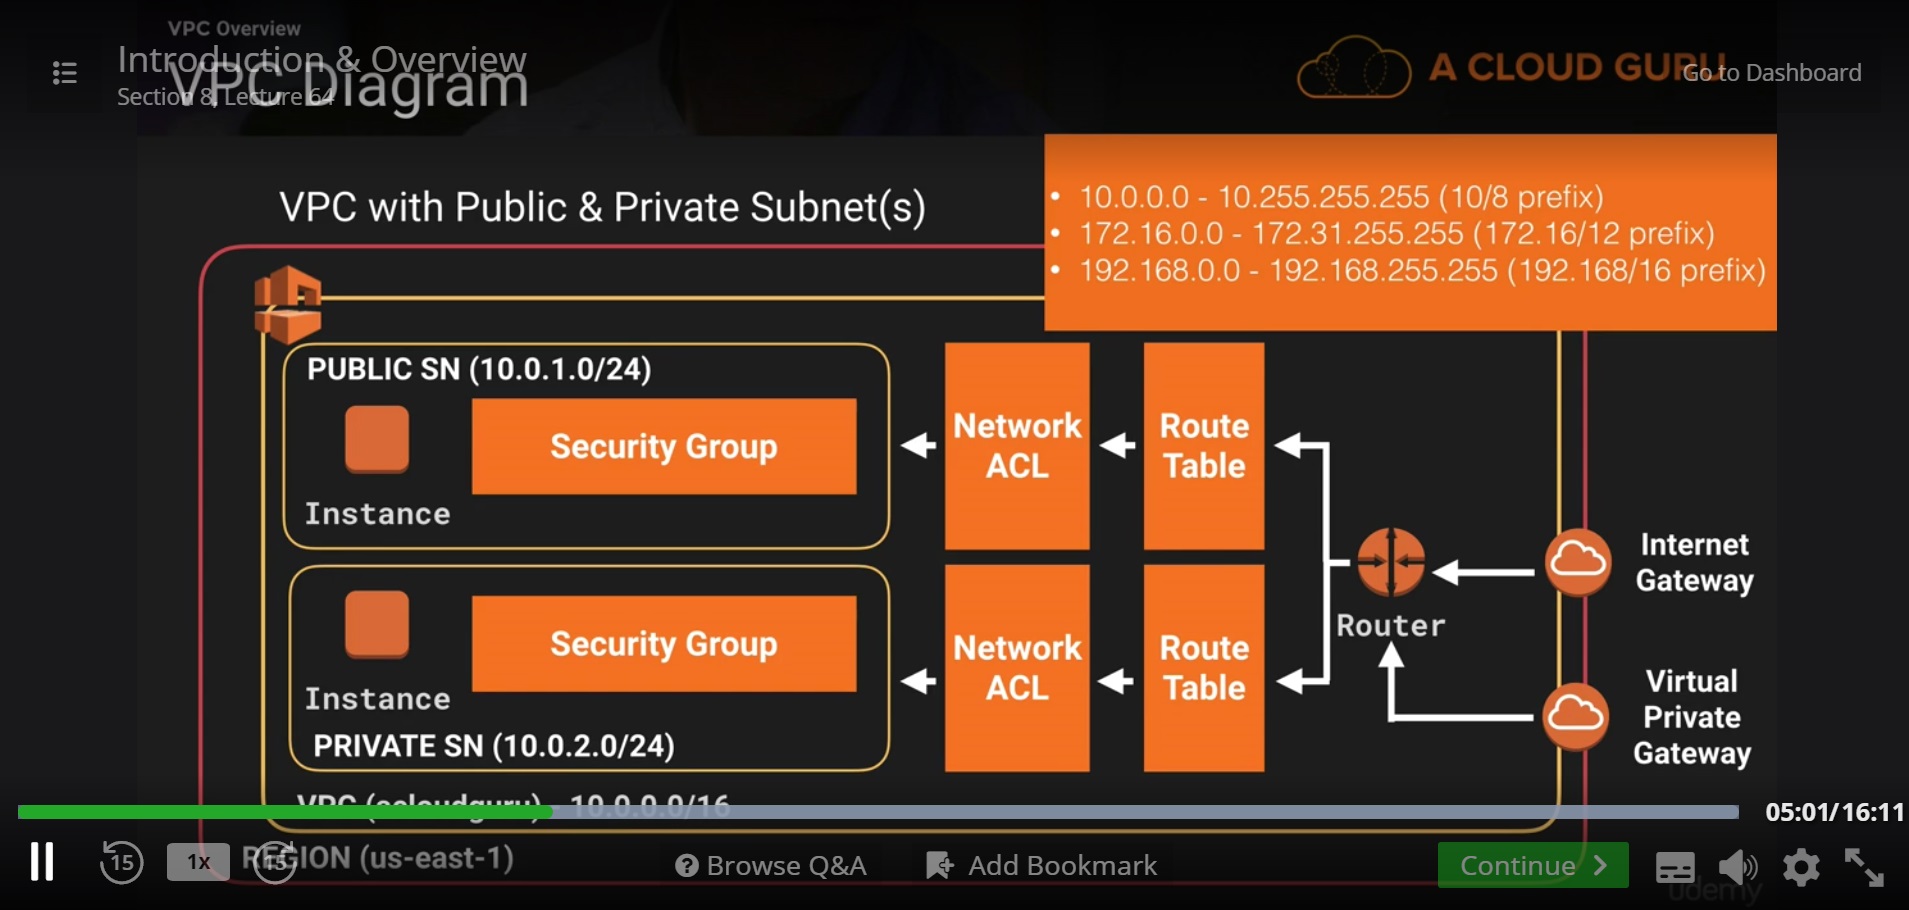 VPC Overview
Introduction & Overview
VPC Diagram
Section 8, Lecture 64
A CLOUD GURU
Go to Dashboard
VPC with Public & Private Subnet(s)
• 10.0.0.0 - 10.255.255.255 (10/8 prefix)
• 172.16.0.0 - 172.31.255.255 (172.16/12 prefix)
• 192.168.0.0 - 192.168.255.255 (192.168/16 prefix)
PUBLIC SN (10.0.1.0/24)
Security Group
Instance
Network
ACL
Route
Table
Internet
Gateway
Router
Security Group
Instance
PRIVATE SN (10.0.2.0/24)
Network
ACL
Route
Table
Virtual
Private
Gateway
VPC (acloudguru) - 10.0.0.0/16
05:01/16:11
15
1x
15
REGION (us-east-1)
Browse Q&A
Add Bookmark
Continue
udemy